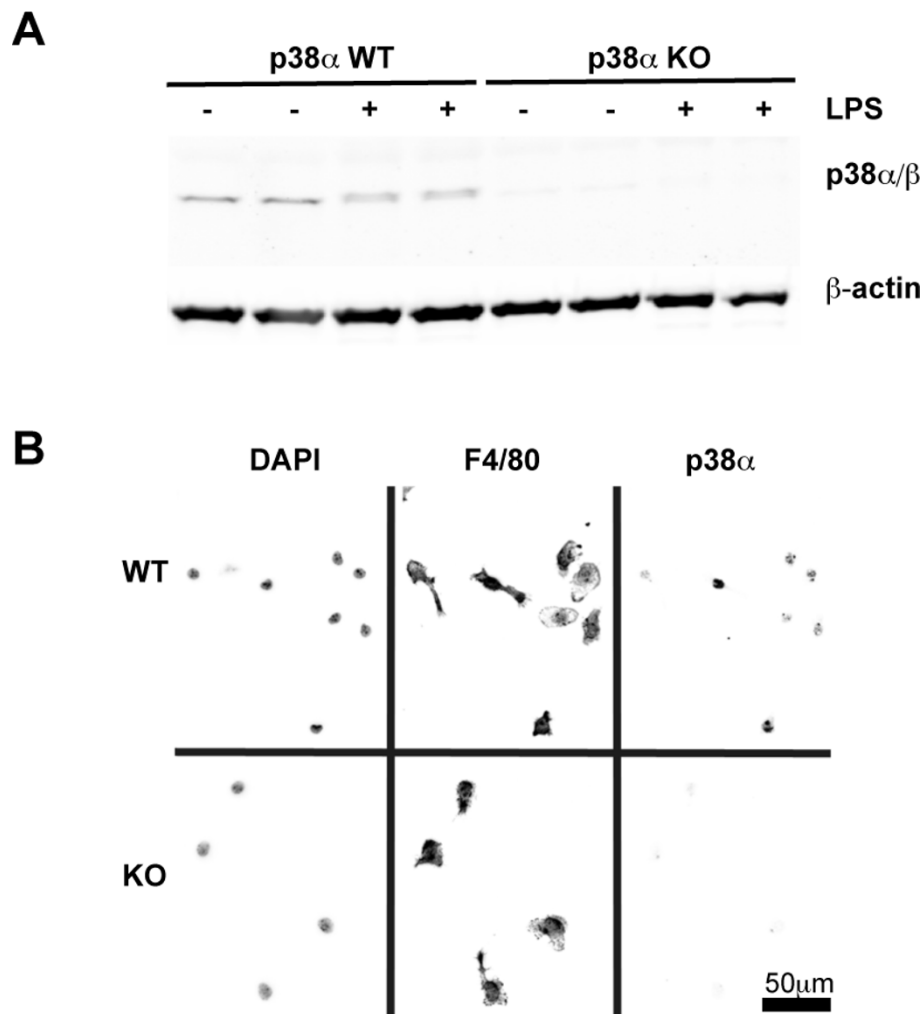 A
p38α WT p38α KO
- - + + - - + + LPS
p38α/β
β-actin
B
DAPI F4/80 p38α
WT
KO
50μm